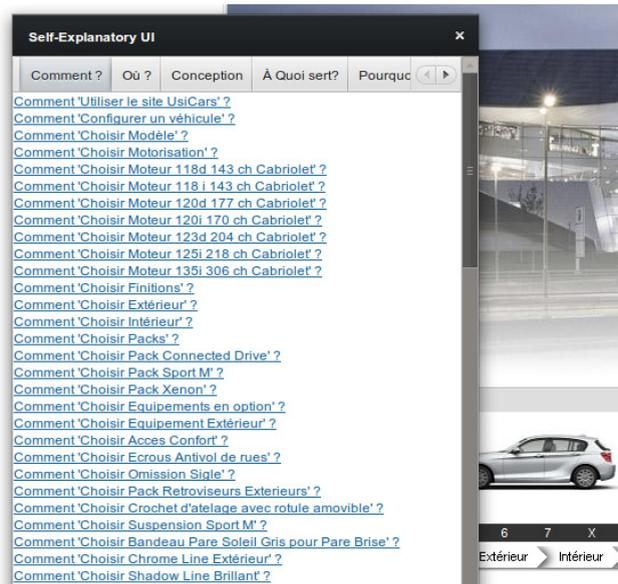 Self-Explanatory UI
×
Comment ? Où ? Conception À Quoi sert?
Comment 'Utiliser le site UsiCars' ?
Comment 'Configurer un véhicule' ?
Comment 'Choisir Modèle' ?
Comment 'Choisir Motorisation' ?
Comment 'Choisir Moteur 118d 143 ch Cabriolet' ?
Comment 'Choisir Moteur 118 i 143 ch Cabriolet' ?
Comment 'Choisir Moteur 120d 177 ch Cabriolet' ?
Comment 'Choisir Moteur 120i 170 ch Cabriolet' ?
Comment 'Choisir Moteur 123d 204 ch Cabriolet' ?
Comment 'Choisir Moteur 125i 218 ch Cabriolet' ?
Comment 'Choisir Moteur 135i 306 ch Cabriolet' ?
Comment 'Choisir Finitions' ?
Comment 'Choisir Extérieur' ?
Comment 'Choisir Intérieur' ?
Comment 'Choisir Packs' ?
Comment 'Choisir Pack Connected Drive' ?
Comment 'Choisir Pack Sport M' ?
Comment 'Choisir Pack Xenon' ?
Comment 'Choisir Equipements en option' ?
Comment 'Choisir Equipement Extérieur' ?
Comment 'Choisir Acces Confort' ?
Comment 'Choisir Ecrous Antivol de rues' ?
Comment 'Choisir Omission Sigle' ?
Comment 'Choisir Pack Retroviseurs Exterieurs' ?
Comment 'Choisir Crochet d'atelage avec rotule amovible' ?
Comment 'Choisir Suspension Sport M' ?
Comment 'Choisir Bandeau Pare Soleil Gris pour Pare Brise' ?
Comment 'Choisir Chrome Line Extérieur' ?
Comment 'Choisir Shadow Line Brillant' ?
6 7 X
Extérieur Intérieur